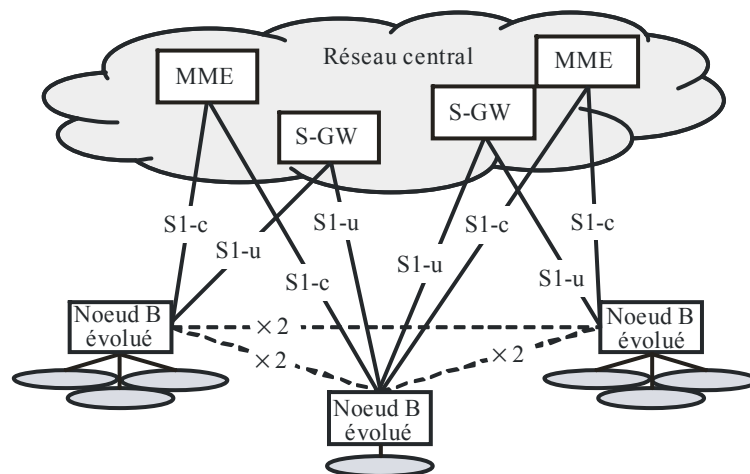 Réseau central
MME
MME
S-GW
S-GW
S1-c
S1-u
S1-u
S1-c
S1-c
S1-u
S1-c
S1-u
Noeud B
évolué
×2
×2
×2
Noeud B
évolué
Noeud B
évolué